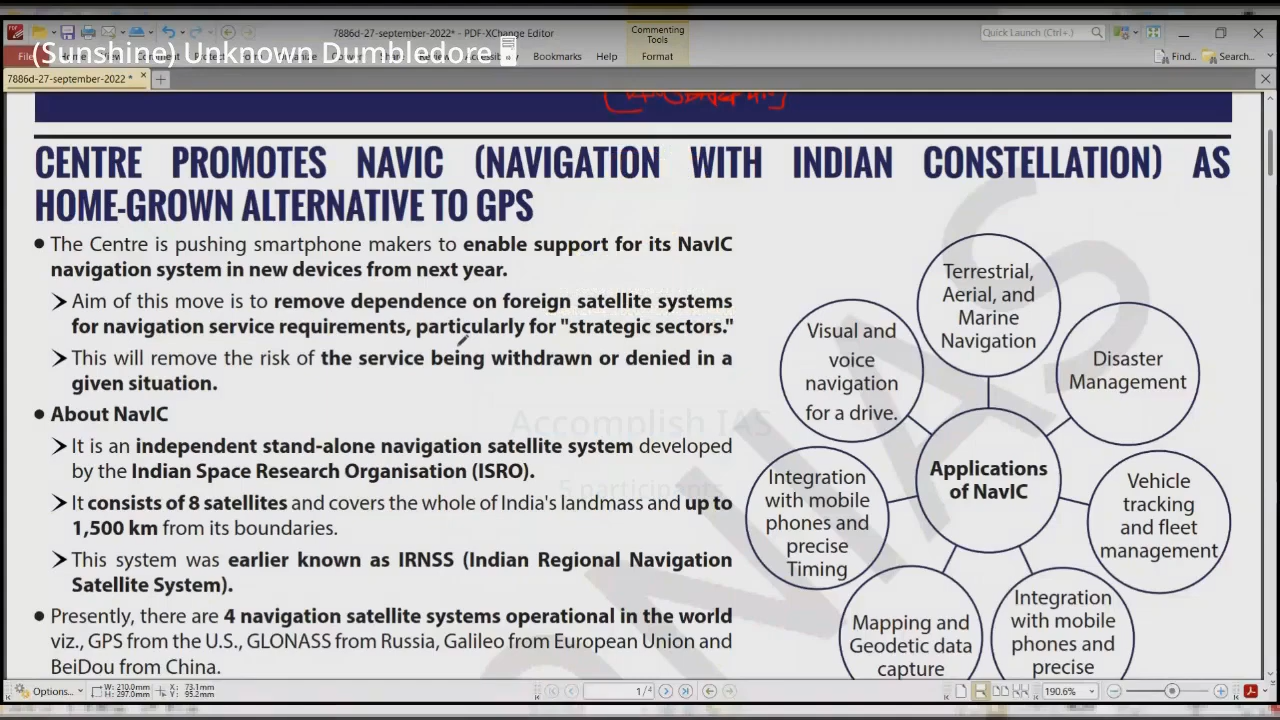 7886d-27-september-2022* - PDF-XChange Editor
Commenting
Tools
Quick Launch (Ctrl+.)
(Sunshine) Unknown Dumbledore
File
Bookmarks
Help
Format
Find...
Search...
7886d-27-september-2022 *
CENTRE PROMOTES NAVIC (NAVIGATION WITH INDIAN CONSTELLATION) AS
HOME-GROWN ALTERNATIVE TO GPS
• The Centre is pushing smartphone makers to enable support for its NavIC
navigation system in new devices from next year.
➤ Aim of this move is to remove dependence on foreign satellite systems
for navigation service requirements, particularly for "strategic sectors."
➤ This will remove the risk of the service being withdrawn or denied in a
given situation.
• About NavIC
➤ It is an independent stand-alone navigation satellite system developed
by the Indian Space Research Organisation (ISRO).
➤ It consists of 8 satellites and covers the whole of India's landmass and up to
1,500 km from its boundaries.
➤ This system was earlier known as IRNSS (Indian Regional Navigation
Satellite System).
• Presently, there are 4 navigation satellite systems operational in the world
viz., GPS from the U.S., GLONASS from Russia, Galileo from European Union and
BeiDou from China.
Applications
of NavIC
Terrestrial,
Aerial, and
Marine
Navigation
Disaster
Management
Vehicle
tracking
and fleet
management
Integration
with mobile
phones and
precise
Mapping and
Geodetic data
capture
Integration
with mobile
phones and
precise
Timing
Visual and
voice
navigation
for a drive.
Accomplish IAS
5 participants
Options...
W: 210.0mm
H: 297.0mm
X: 73.1mm
Y: 95.2mm
1/4
190.6%